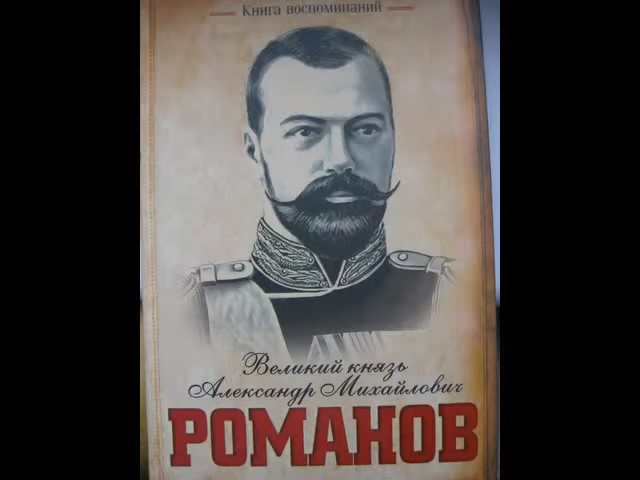 Книга воспоминаний
Великий князь
Александр Михайлович
РОМАНОВ